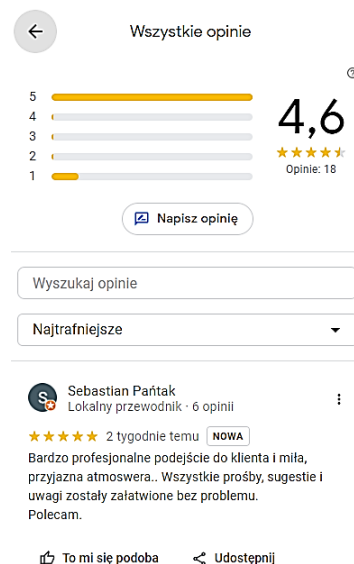 Wszystkie opinie
5
4
3
2
1
4,6
Opinie: 18
Napisz opinię
Wyszukaj opinie
Najtrafniejsze
S
Sebastian Pańtak
Lokalny przewodnik · 6 opinii
2 tygodnie temu NOWA
Bardzo profesjonalne podejście do klienta i miła,
przyjazna atmoswera.. Wszystkie prośby, sugestie i
uwagi zostały załatwione bez problemu.
Polecam.
To mi się podoba Udostępnij